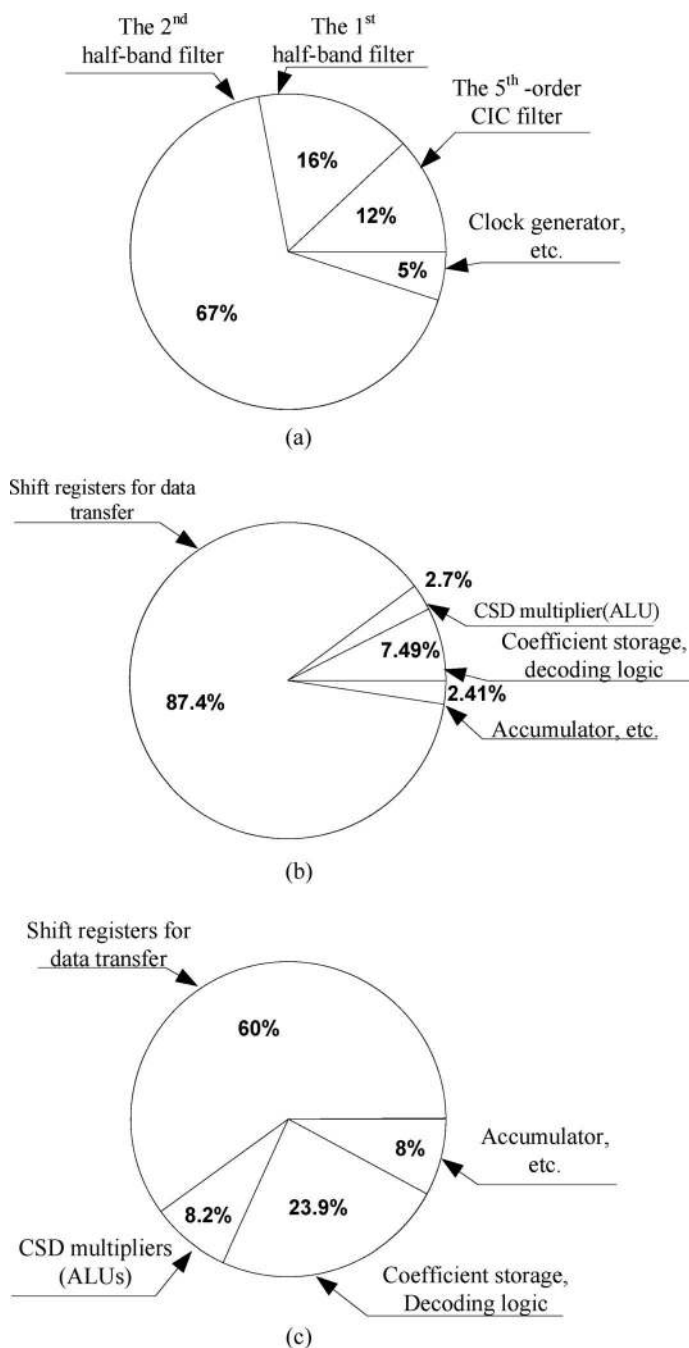 The 2nd
half-band filter
The 1st
half-band filter
The 5th -order
CIC filter
16%
12%
Clock generator,
etc.
5%
67%
(a)
Shift registers for data
transfer
2.7%
CSD multiplier(ALU)
7.49%
Coefficient storage,
decoding logic
2.41%
87.4%
Accumulator, etc.
(b)
Shift registers for
data transfer
60%
8%
Accumulator,
etc.
8.2%
23.9%
CSD multipliers
(ALUs)
Coefficient storage,
Decoding logic
(c)